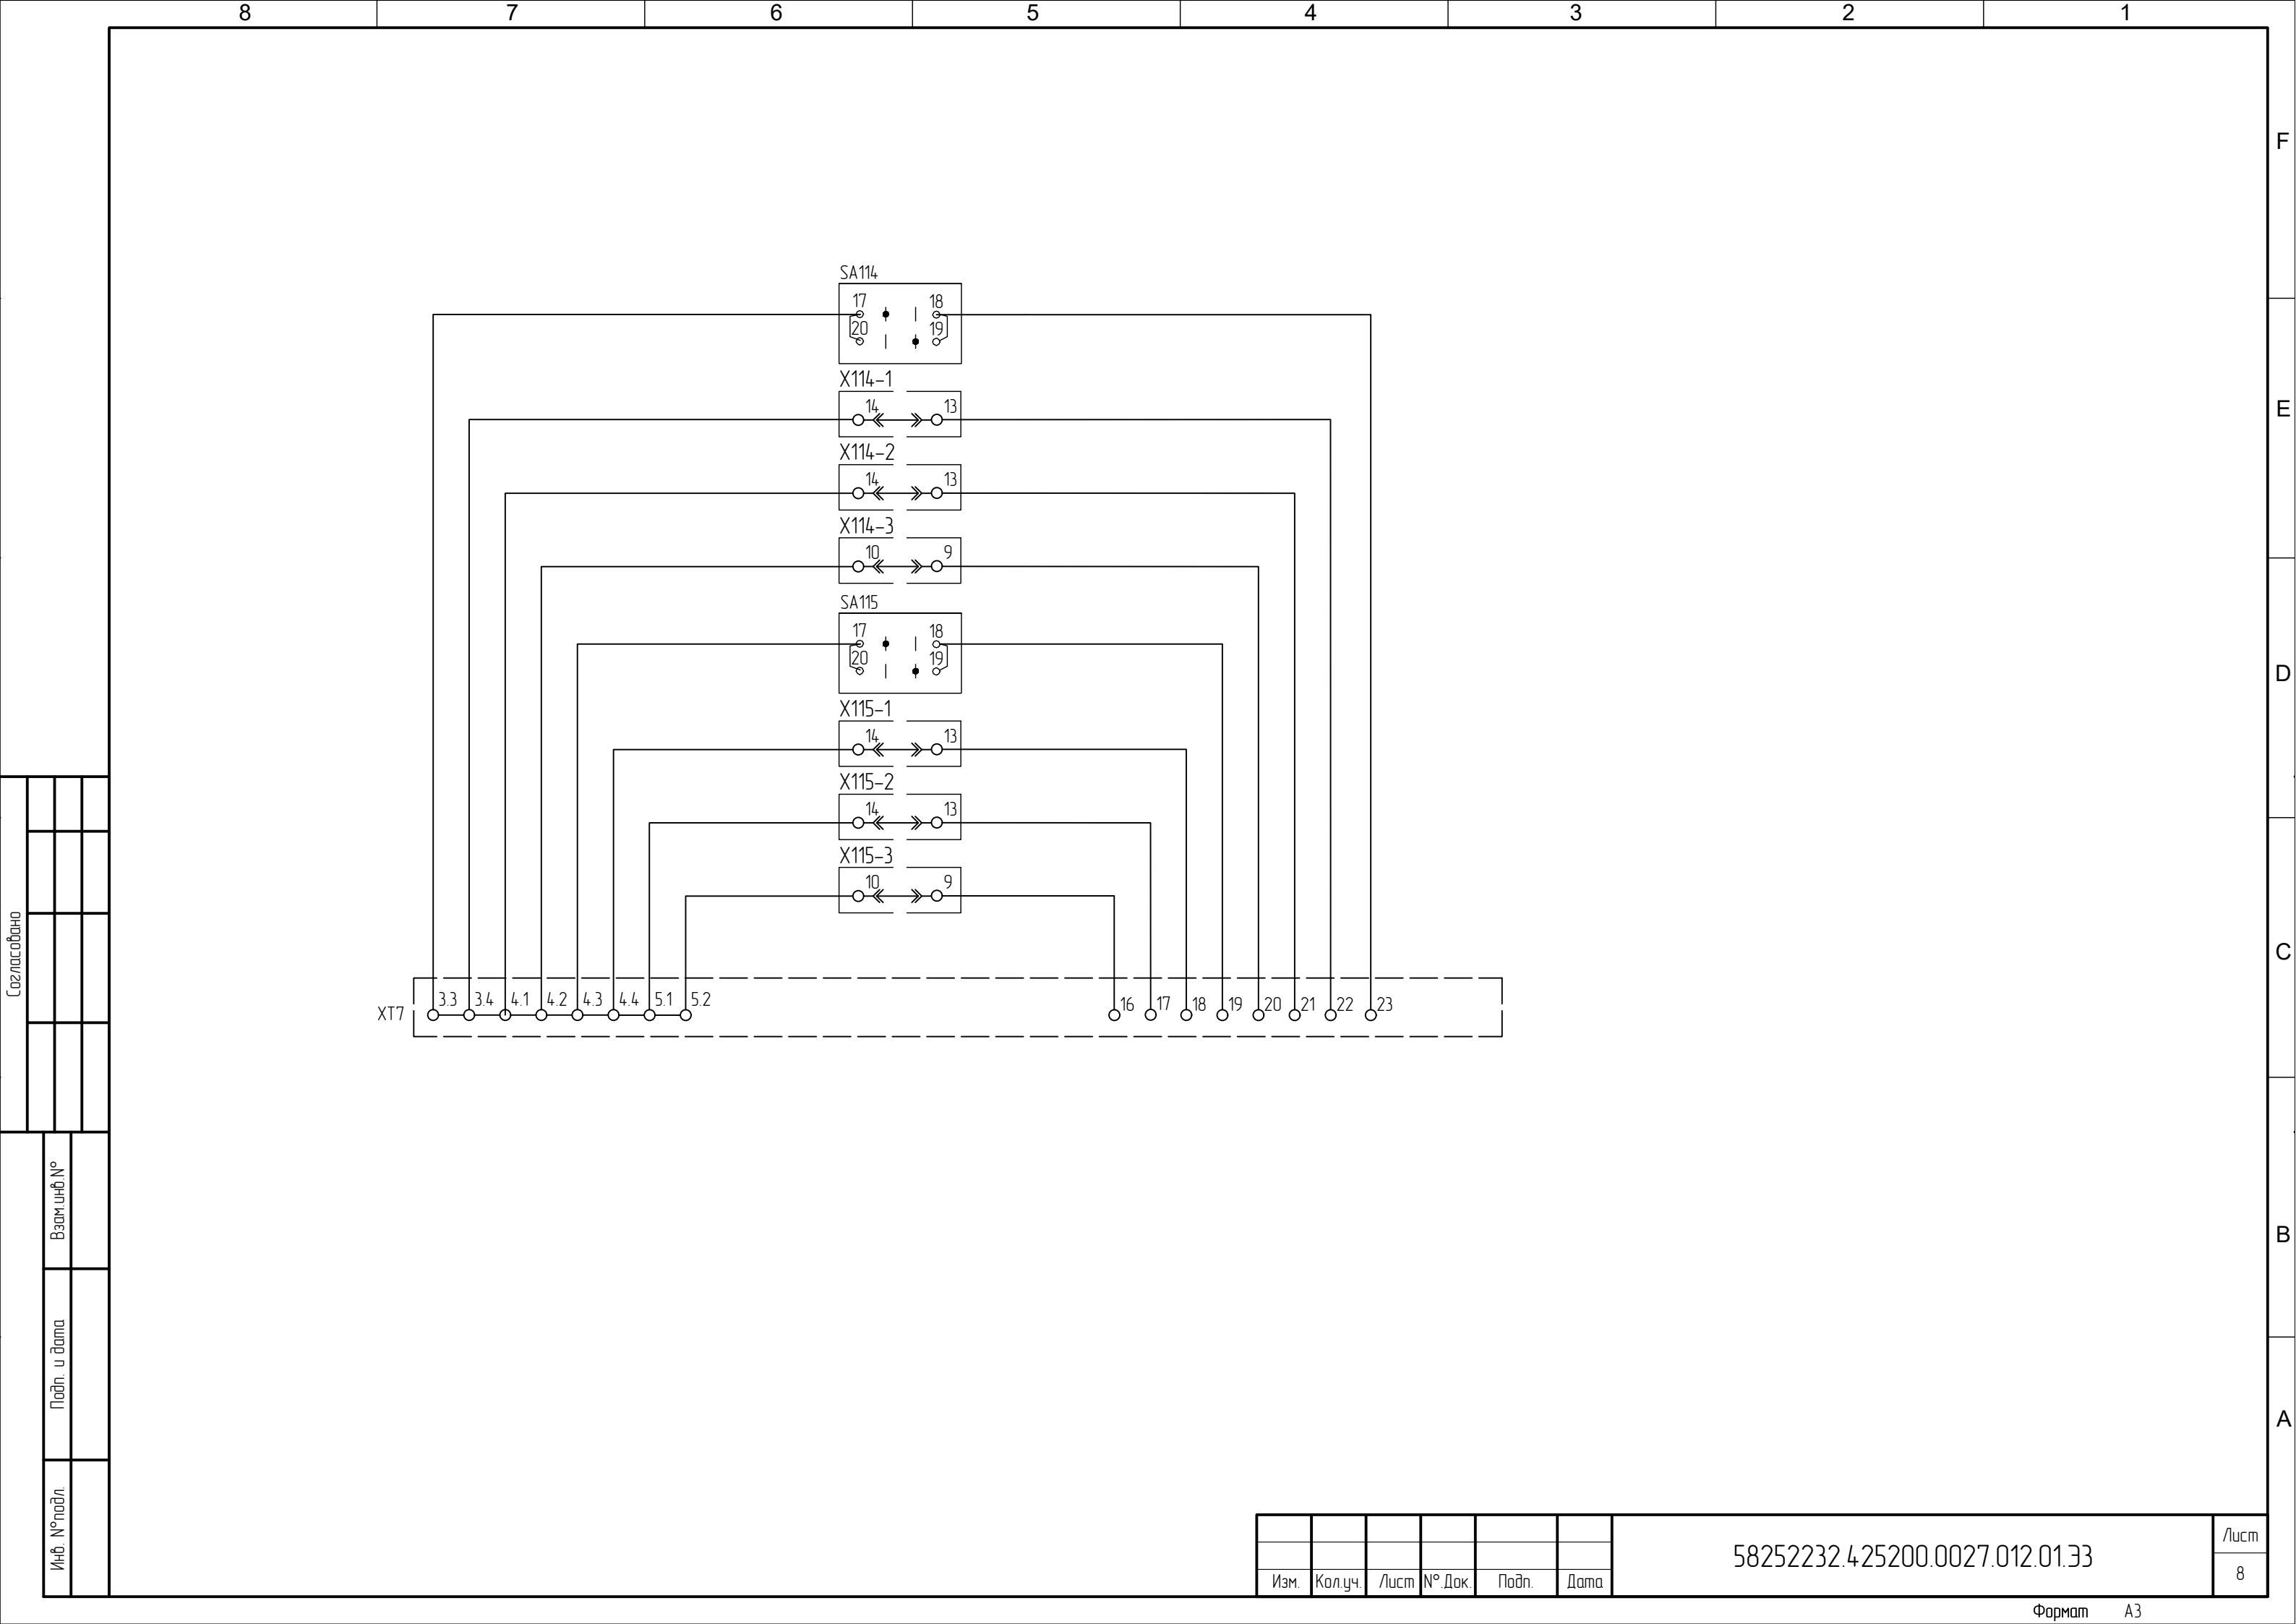 8 7 6 5 4 3 2 1
F
E
D
C
B
A
SA114
17 18
20 19
X114-1
14 13
X114-2
14 13
X114-3
10 9
SA115
17 18
20 19
X115-1
14 13
X115-2
14 13
X115-3
10 9
XT7 3.3 3.4 4.1 4.2 4.3 4.4 5.1 5.2 16 17 18 19 20 21 22 23
Согласовано
Взам.инв.N°
Подп. и дата
Инв. N°подл.
Изм. Кол.уч. Лист N°.Док. Подп. Дата
58252232.425200.0027.012.01.ЭЗ
Лист
8
Формат А3